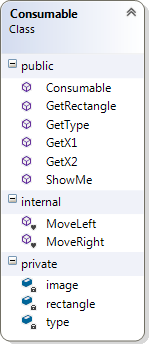 Consumable
Class
public
Consumable
GetRectangle
GetType
GetX1
GetX2
ShowMe
internal
MoveLeft
MoveRight
private
image
rectangle
type